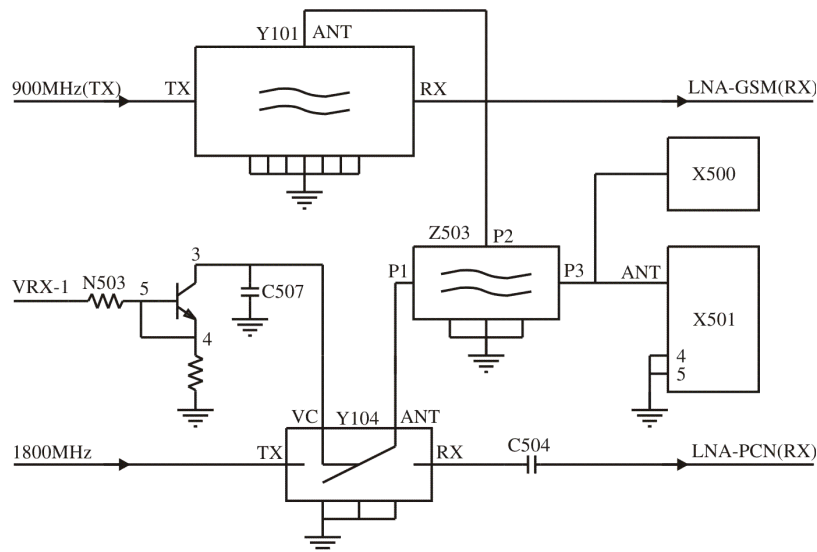 Y101 ANT
900MHz(TX) TX RX LNA-GSM(RX)
X500
Z503 P2
3
P1 P3 ANT
VRX-1 N503 5 C507
X501
4
4
5
VC Y104 ANT
1800MHz TX RX C504 LNA-PCN(RX)